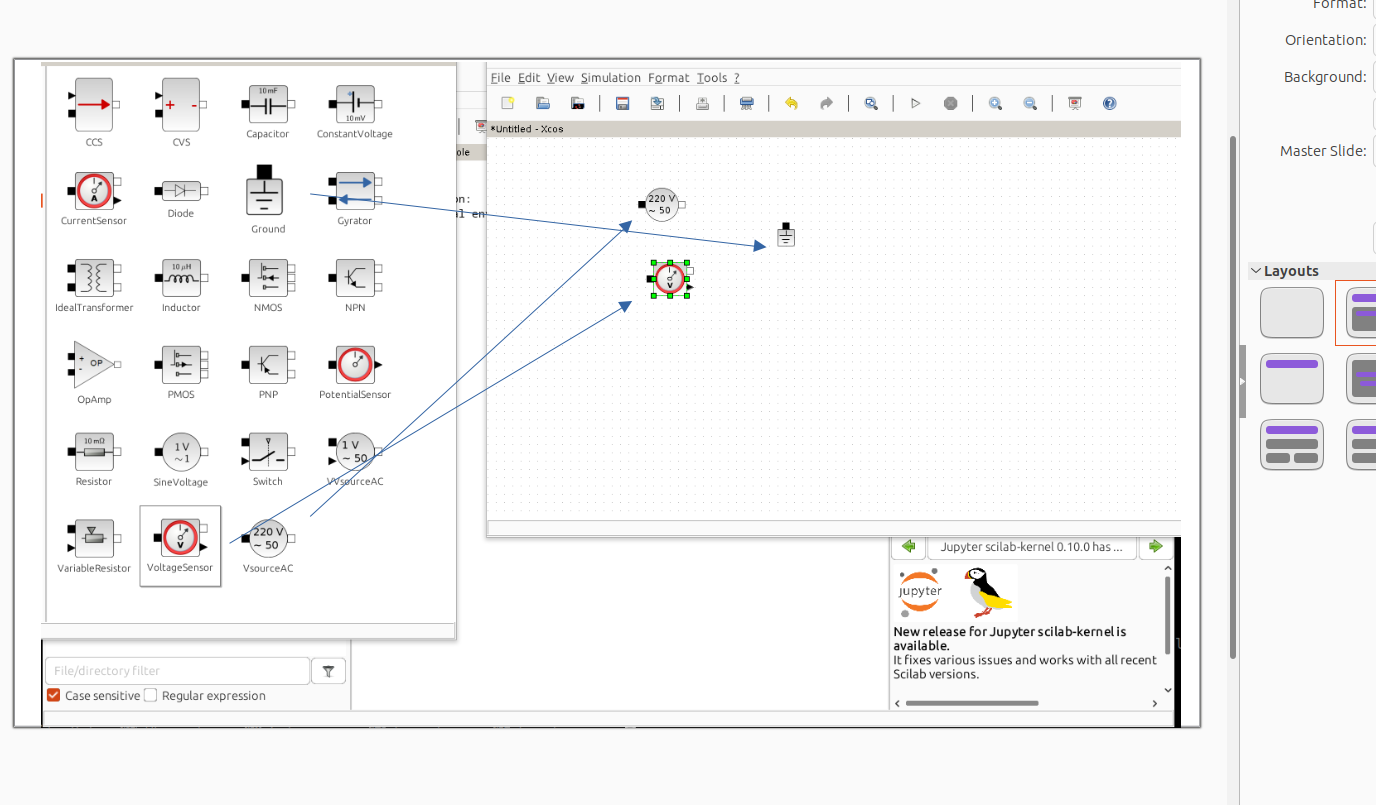 Format:
Orientation:
Background:
Master Slide:
Layouts
CCS
+ -
CVS
10 mF
Capacitor
10 mV
ConstantVoltage
A
CurrentSensor
Diode
Ground
Gyrator
IdealTransformer
10 µH
Inductor
NMOS
NPN
+
-
OP
OpAmp
PMOS
PNP
PotentialSensor
10 mΩ
Resistor
1 V
~ 1
SineVoltage
Switch
1 V
~ 50
VVsourceAC
VariableResistor
V
VoltageSensor
220 V
~ 50
VsourceAC
ole
on:
al en
File Edit View Simulation Format Tools ?
*Untitled - Xcos
220 V
~ 50
V
File/directory filter
Case sensitive Regular expression
Jupyter scilab-kernel 0.10.0 has ...
jupyter
New release for Jupyter scilab-kernel is
available.
It fixes various issues and works with all recent
Scilab versions.